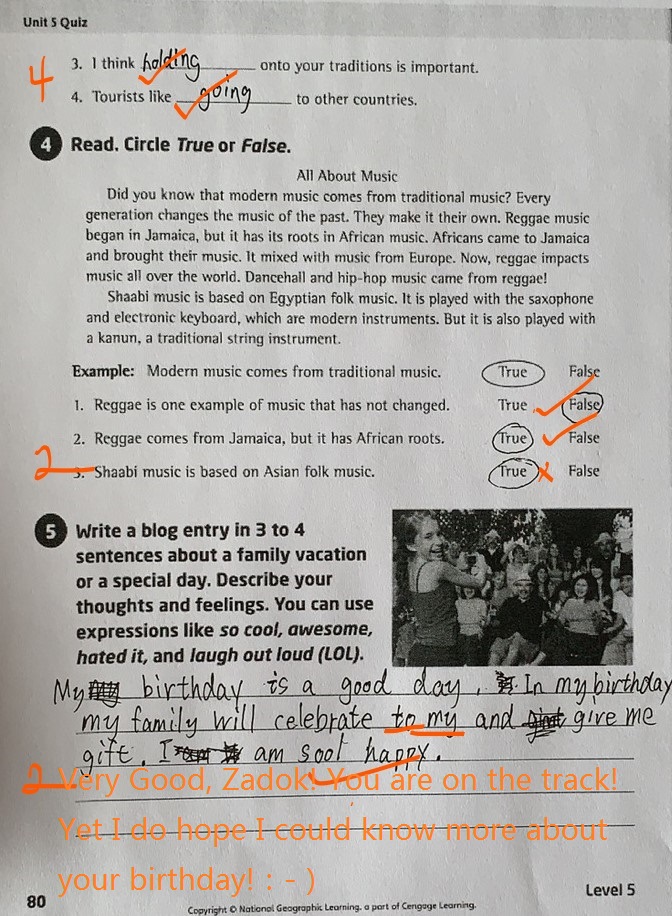 Unit 5 Quiz
3. I think holding onto your traditions is important.
4
4. Tourists like going to other countries.
4 Read. Circle True or False.
All About Music
Did you know that modern music comes from traditional music? Every
generation changes the music of the past. They make it their own. Reggae music
began in Jamaica, but it has its roots in African music. Africans came to Jamaica
and brought their music. It mixed with music from Europe. Now, reggae impacts
music all over the world. Dancehall and hip-hop music came from reggae!
Shaabi music is based on Egyptian folk music. It is played with the saxophone
and electronic keyboard, which are modern instruments. But it is also played with
a kanun, a traditional string instrument.
Example: Modern music comes from traditional music. True False
1. Reggae is one example of music that has not changed. True False
2. Reggae comes from Jamaica, but it has African roots. True False
2
3. Shaabi music is based on Asian folk music. True False
5 Write a blog entry in 3 to 4
sentences about a family vacation
or a special day. Describe your
thoughts and feelings. You can use
expressions like so cool, awesome,
hated it, and laugh out loud (LOL).
My birthday is a good day, In my birthday
my family will celebrate to my and give me
gift. I am soo happy.
2 Very Good, Zadok! You are on the track!
Yet I do hope I could know more about
your birthday! : - )
80
Level 5
Copyright © National Geographic Learning, a part of Cengage Learning.